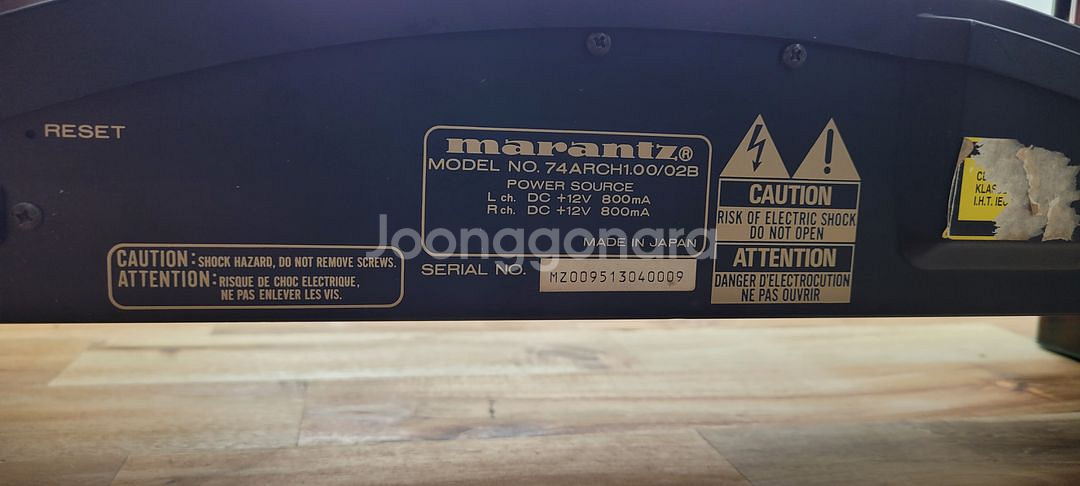 RESET
marantz®
MODEL NO. 74ARCH1.00/02B
POWER SOURCE
L ch. DC +12V 800mA
R ch. DC +12V 800mA
MADE IN JAPAN
SERIAL NO. MZ009513040009
CAUTION: SHOCK HAZARD, DO NOT REMOVE SCREWS.
ATTENTION: RISQUE DE CHOC ELECTRIQUE,
NE PAS ENLEVER LES VIS.
CAUTION
RISK OF ELECTRIC SHOCK
DO NOT OPEN
ATTENTION
DANGER D'ELECTROCUTION
NE PAS OUVRIR
I.H.T.
Joonggonara